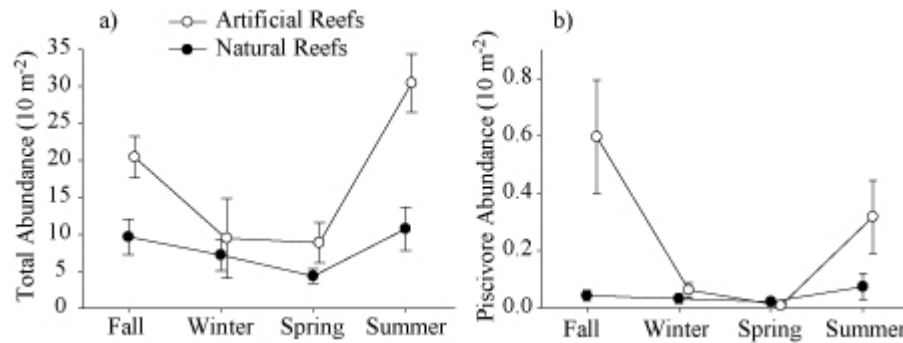 a)
Artificial Reefs
Natural Reefs
Total Abundance (10 m⁻²)
35
30
25
20
15
10
5
0
Fall Winter Spring Summer
b)
Piscivore Abundance (10 m⁻²)
0.8
0.6
0.4
0.2
0.0
Fall Winter Spring Summer